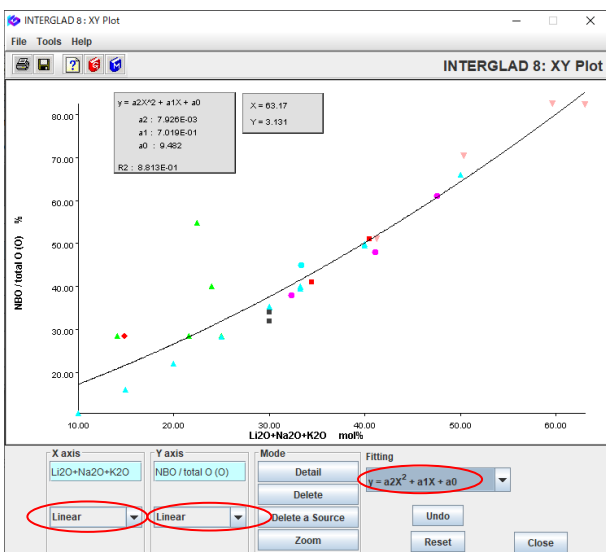 INTERGLAD 8: XY Plot
File Tools Help
INTERGLAD 8: XY Plot
y = a2X^2 + a1X + a0
a2 : 7.926E-03
a1 : 7.019E-01
a0 : 9.482
R2 : 8.813E-01
X = 63.17
Y = 3.131
80.00
70.00
60.00
50.00
40.00
30.00
20.00
NBO / total O (O) %
10.00 20.00 30.00 40.00 50.00 60.00
Li2O+Na2O+K2O mol%
X axis
Li2O+Na2O+K2O
Linear
Y axis
NBO / total O (O)
Linear
Mode
Detail
Delete
Delete a Source
Zoom
Fitting
y = a2X² + a1X + a0
Undo
Reset
Close